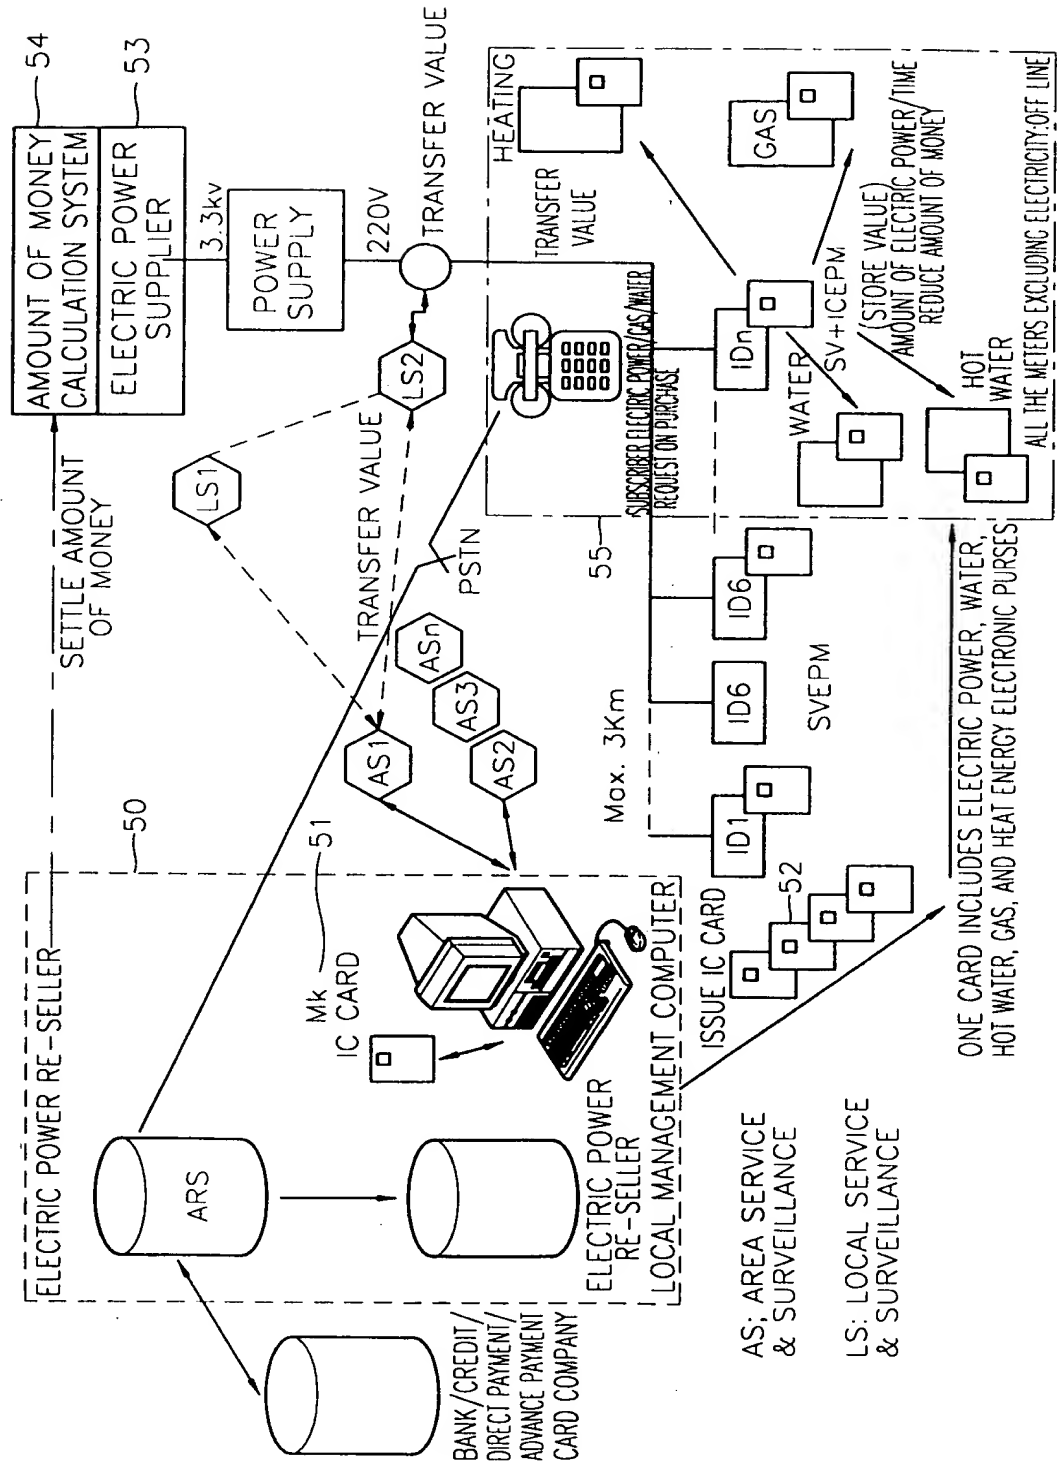 AMOUNT OF MONEY
CALCULATION SYSTEM
54
ELECTRIC POWER
SUPPLIER
53
3.3kv
POWER
SUPPLY
220V
TRANSFER VALUE
SETTLE AMOUNT
OF MONEY
LS1
LS2
TRANSFER VALUE
AS1
AS2
AS3
ASn
PSTN
50
ELECTRIC POWER RE-SELLER
ARS
Mk
IC CARD
51
ELECTRIC POWER
RE-SELLER
LOCAL MANAGEMENT COMPUTER
BANK/CREDIT/
DIRECT PAYMENT/
ADVANCE PAYMENT
CARD COMPANY
55
SUBSCRIBER ELECTRIC POWER/GAS/WATER
REQUEST ON PURCHASE
TRANSFER
VALUE
HEATING
GAS
IDn
SV+ICEPM
(STORE VALUE)
AMOUNT OF ELECTRIC POWER/TIME
REDUCE AMOUNT OF MONEY
WATER
HOT
WATER
ALL THE METERS EXCLUDING ELECTRICITY:OFF LINE
Max. 3Km
ID1
ID6
ID6
SVEPM
ISSUE IC CARD
52
ONE CARD INCLUDES ELECTRIC POWER, WATER,
HOT WATER, GAS, AND HEAT ENERGY ELECTRONIC PURSES
AS; AREA SERVICE
& SURVEILLANCE
LS: LOCAL SERVICE
& SURVEILLANCE